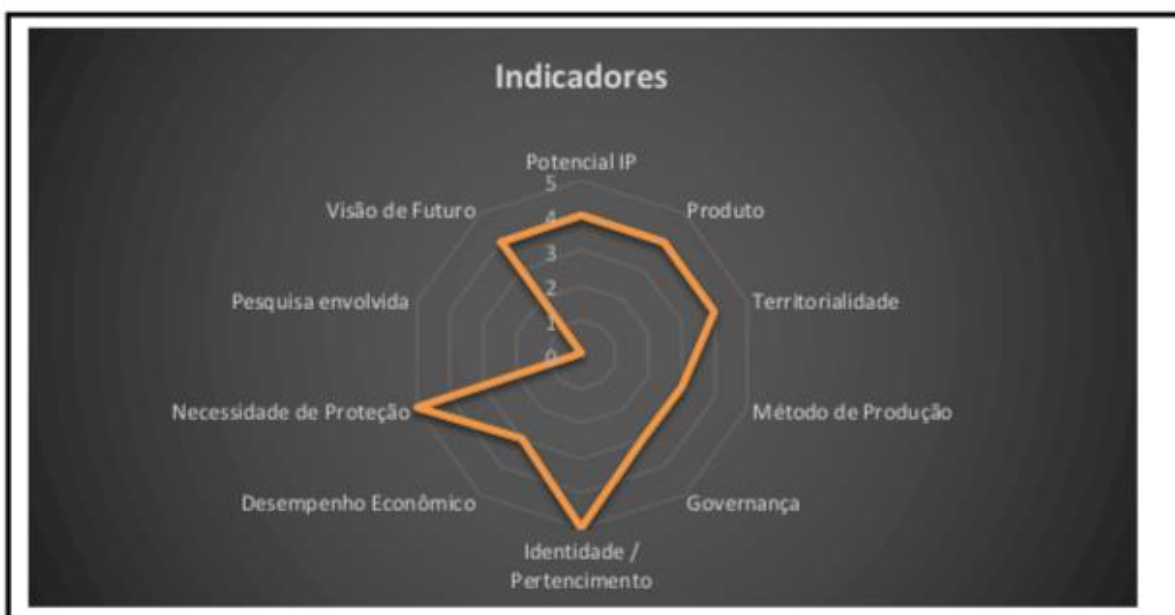 Indicadores
Potencial IP
5
Visão de Futuro
Produto
4
3
Pesquisa envolvida
Territorialidade
2
1
0
Necessidade de Proteção
Método de Produção
Desempenho Econômico
Governança
Identidade /
Pertencimento